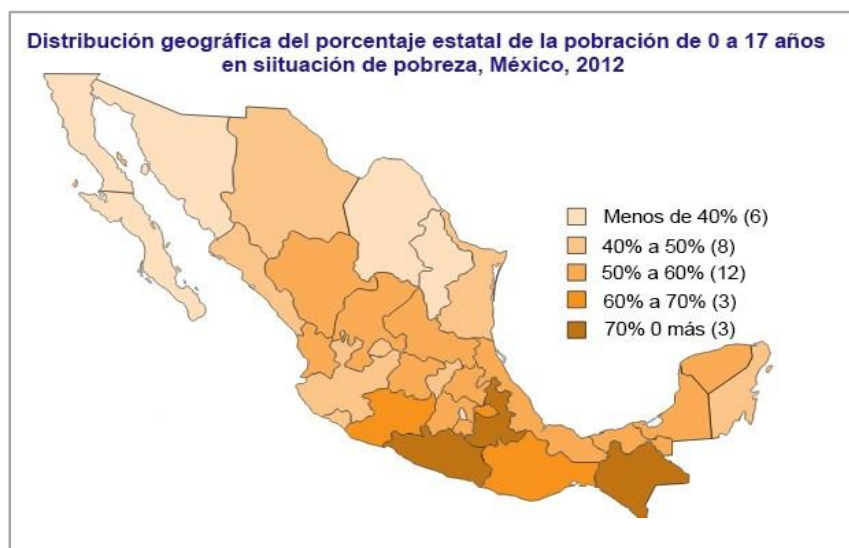 Distribución geográfica del porcentaje estatal de la pobración de 0 a 17 años
en siituación de pobreza, México, 2012
Menos de 40% (6)
40% a 50% (8)
50% a 60% (12)
60% a 70% (3)
70% 0 más (3)